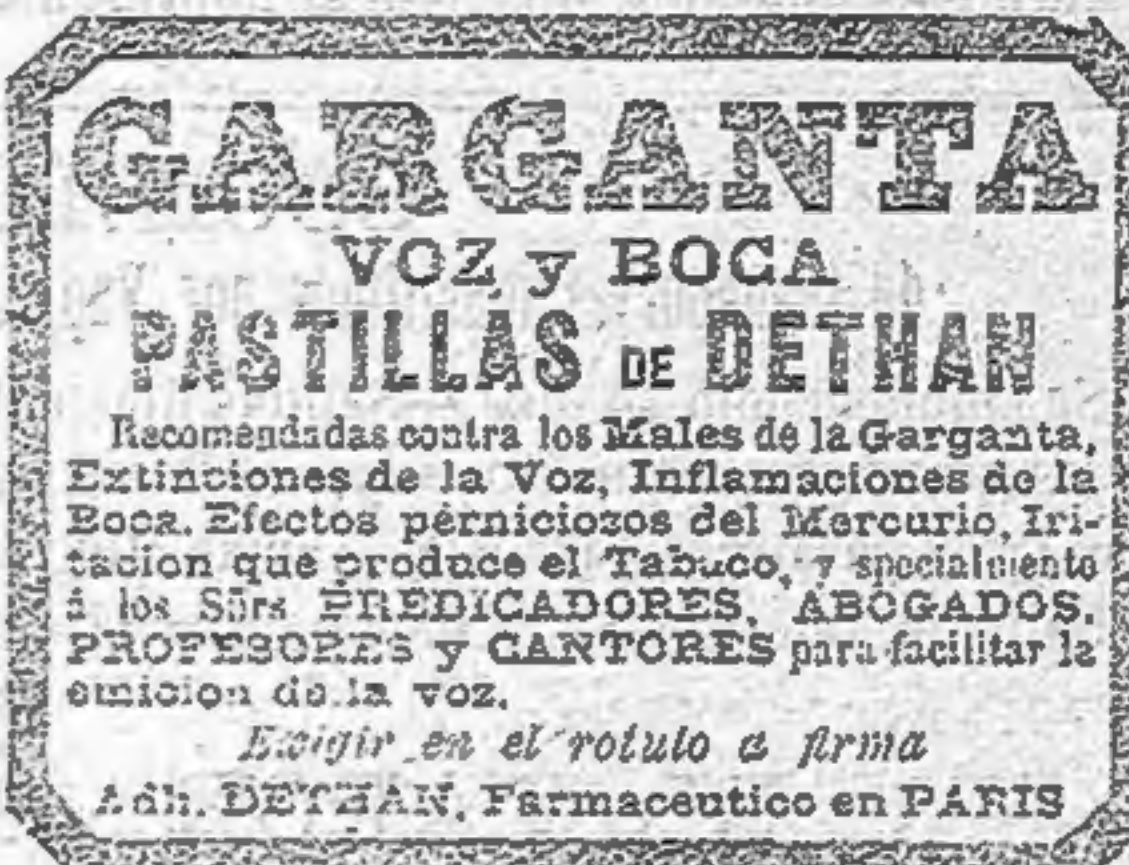 GARGANTA
VOZ y BOCA
PASTILLAS DE DETHAN
Recomendadas contra los Males de la Garganta,
Extinciones de la Voz, Inflamaciones de la
Boca, Efectos perniciozos del Mercurio, Iri-
tacion que produce el Tabuco, y specialmente
á los Sñrs PREDICADORES, ABOGADOS,
PROFESORES y CANTORES para facilitar la
emicion de la voz.
Exigir en el rotulo a firma
Adh. DETHAN, Farmaceutico en PARIS